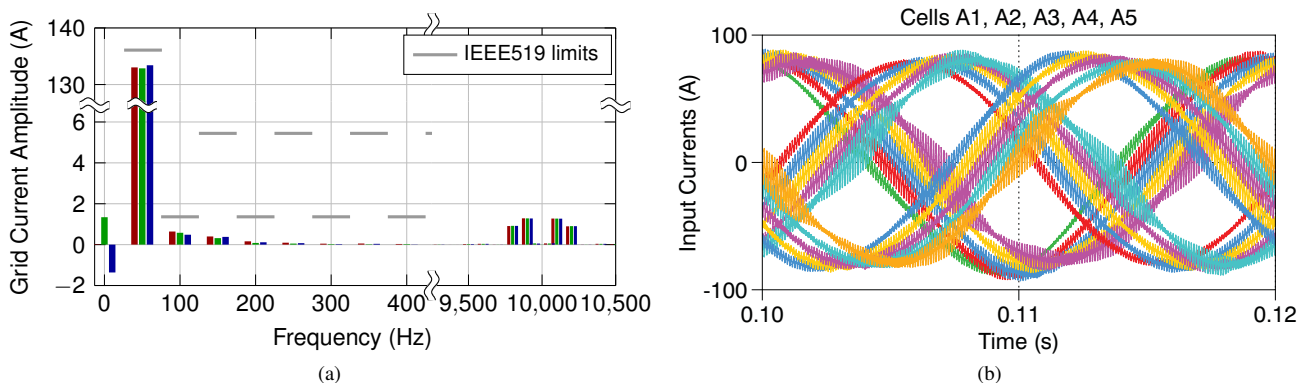 140
130
6
4
2
0
−2
Grid Current Amplitude (A)
IEEE519 limits
0 100 200 300 400 9,500 10,000 10,500
Frequency (Hz)
(a)
Cells A1, A2, A3, A4, A5
100
0
-100
Input Currents (A)
0.10 0.11 0.12
Time (s)
(b)